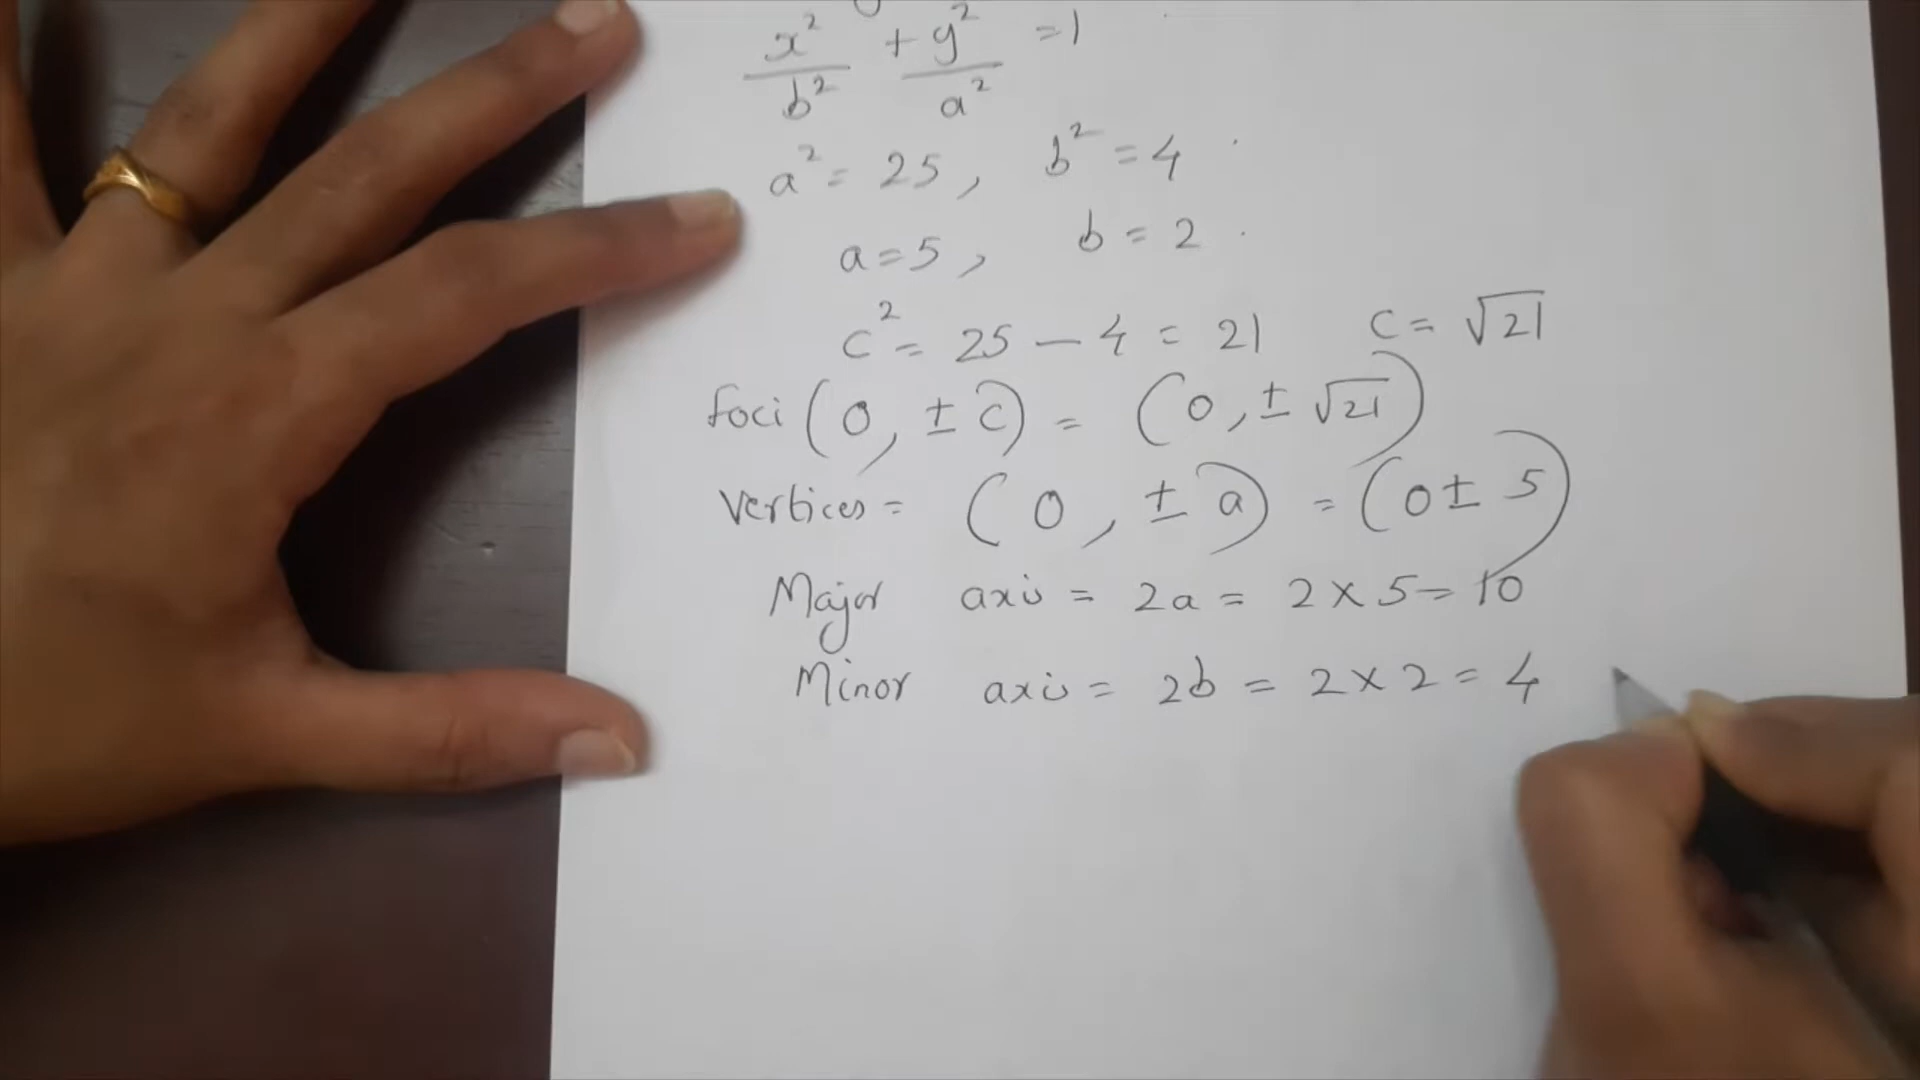 x²/b² + y²/a² = 1
a² = 25, b² = 4
a = 5, b = 2
c² = 25 − 4 = 21 c = √21
foci (0, ± c) = (0, ± √21)
Vertices = (0, ± a) = (0 ± 5)
Major axis = 2a = 2 × 5 = 10
Minor axis = 2b = 2 × 2 = 4